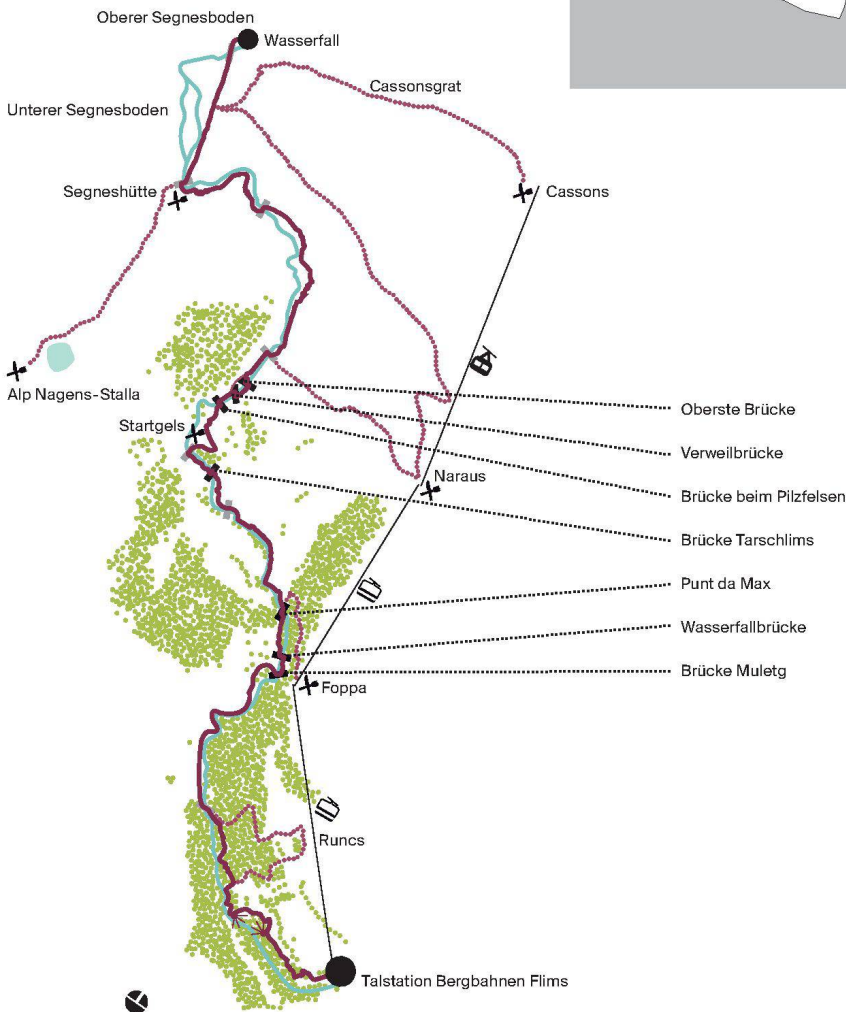 Oberer Segnesboden
Wasserfall
Cassonsgrat
Unterer Segnesboden
Segneshütte
Cassons
Alp Nagens-Stalla
Oberste Brücke
Startgels
Verweilbrücke
Naraus
Brücke beim Pilzfelsen
Brücke Tarschlims
Punt da Max
Wasserfallbrücke
Brücke Muletg
Foppa
Runcs
Talstation Bergbahnen Flims